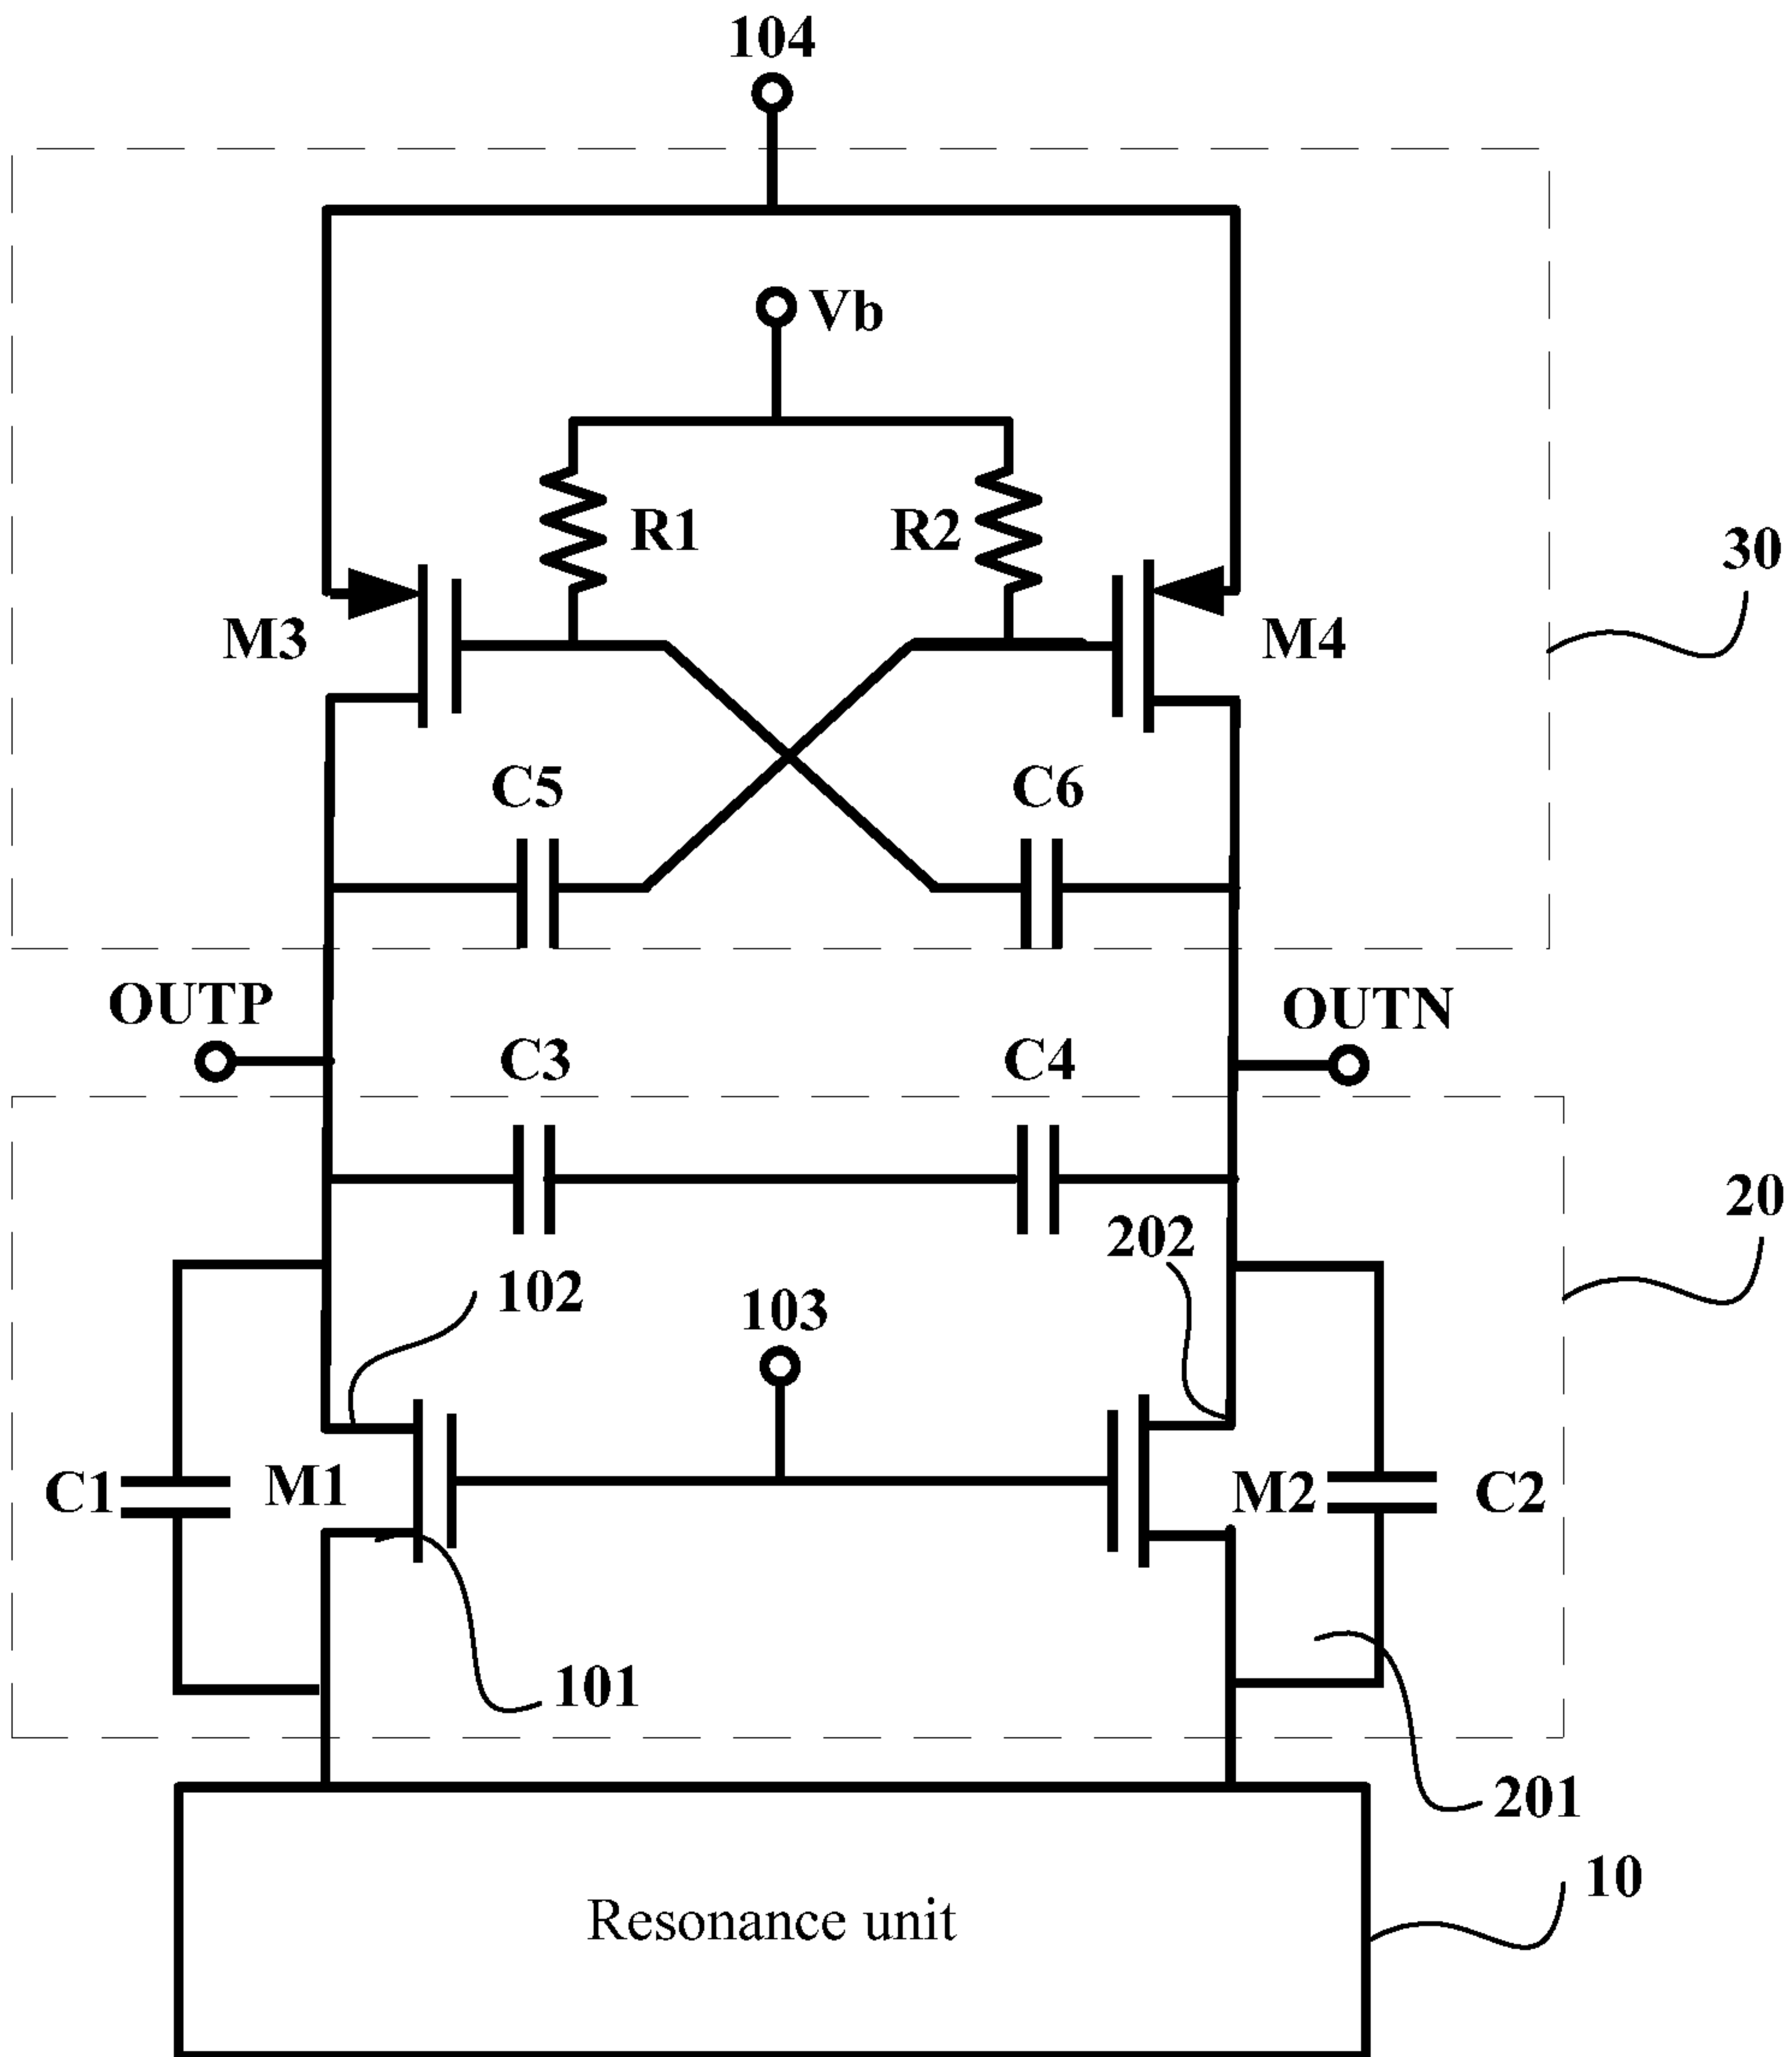 104
Vb
R1
R2
30
M3
M4
C5
C6
OUTP
OUTN
C3
C4
20
202
102
103
C1
M1
M2
C2
101
201
10
Resonance unit